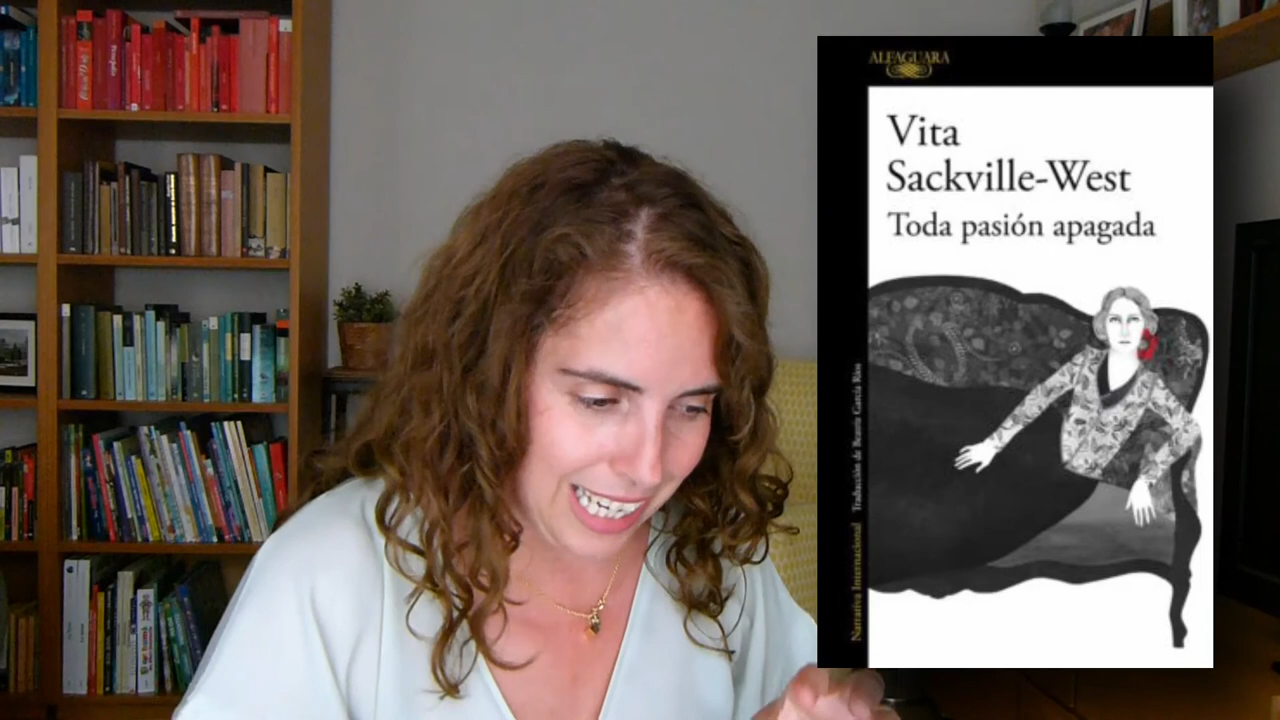 ALFAGUARA
Vita
Sackville-West
Toda pasión apagada
Narrativa Internacional Traducción de Beatriz García Ríos